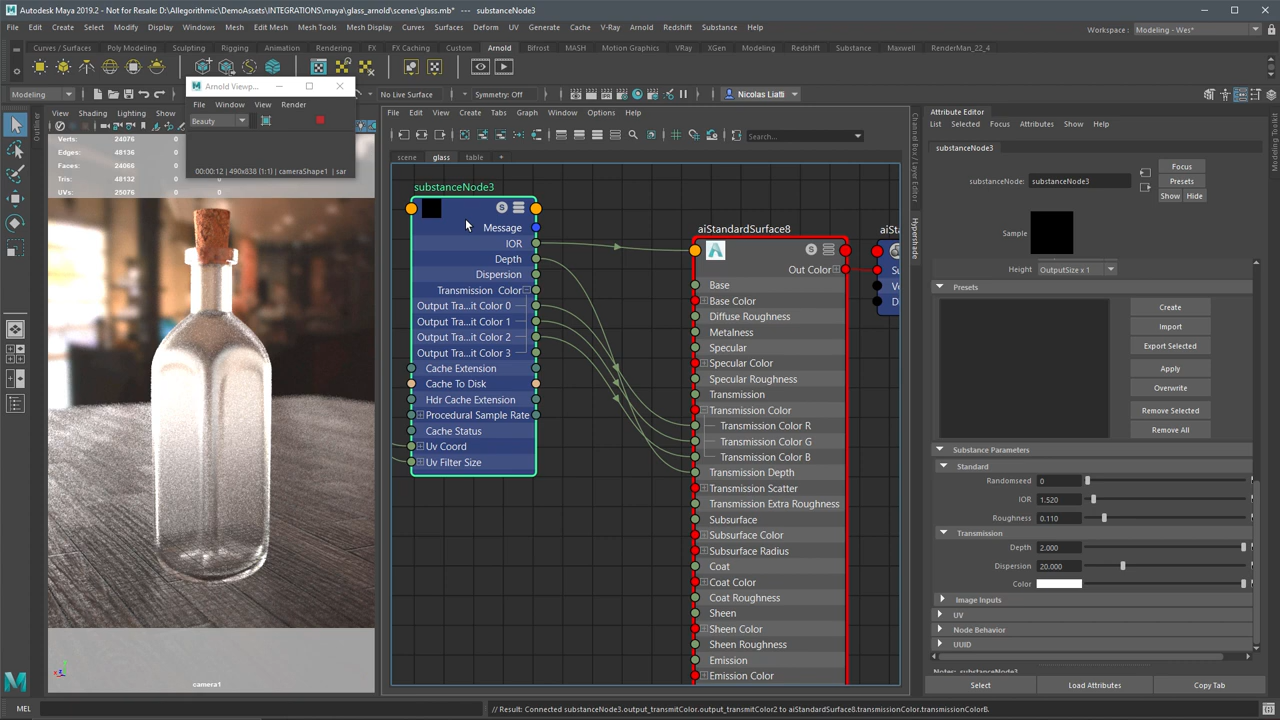 Autodesk Maya 2019.2 - Not for Resale: D:\Allegorithmic\DemoAssets\INTEGRATIONS\maya\glass_arnold\scenes\glass.mb* --- substanceNode3
File Edit Create Select Modify Display Windows Mesh Edit Mesh Mesh Tools Mesh Display Curves Surfaces Deform UV Generate Cache V-Ray Arnold Redshift Substance Help
Workspace : Modeling - Wes*
Curves / Surfaces Poly Modeling Sculpting Rigging Animation Rendering FX FX Caching Custom Arnold Bifrost MASH Motion Graphics VRay XGen Modeling Redshift Substance Maxwell RenderMan_22_4
Modeling
No Live Surface
Symmetry: Off
Nicolas Liatti
Arnold Viewp...
File Window View Render
Beauty
00:00:12 | 490x838 (1:1) | cameraShape1 | sar
Outliner
View Shading Lighting Show
Verts: 24076 0
Edges: 48136 0
Faces: 24066 0
Tris: 48132 0
UVs: 25076 0
camera1
File Edit View Create Tabs Graph Window Options Help
Search...
scene glass table +
substanceNode3
S
Message
IOR
Depth
Dispersion
Transmission Color
Output Tra...it Color 0
Output Tra...it Color 1
Output Tra...it Color 2
Output Tra...it Color 3
Cache Extension
Cache To Disk
Hdr Cache Extension
Procedural Sample Rate
Cache Status
Uv Coord
Uv Filter Size
aiStandardSurface8
S
Out Color
Base
Base Color
Diffuse Roughness
Metalness
Specular
Specular Color
Specular Roughness
Transmission
Transmission Color
Transmission Color R
Transmission Color G
Transmission Color B
Transmission Depth
Transmission Scatter
Transmission Extra Roughness
Subsurface
Subsurface Color
Subsurface Radius
Coat
Coat Color
Coat Roughness
Sheen
Sheen Color
Sheen Roughness
Emission
Emission Color
Channel Box / Layer Editor
Hypershade
Modeling Toolkit
Attribute Editor
List Selected Focus Attributes Show Help
substanceNode3
substanceNode: substanceNode3
Focus
Presets
Show Hide
Sample
Height OutputSize x 1
Presets
Create
Import
Export Selected
Apply
Overwrite
Remove Selected
Remove All
Substance Parameters
Standard
Randomseed 0
IOR 1.520
Roughness 0.110
Transmission
Depth 2.000
Dispersion 20.000
Color
Image Inputs
UV
Node Behavior
UUID
Notes: substanceNode3
Select Load Attributes Copy Tab
MEL
// Result: Connected substanceNode3.output_transmitColor.output_transmitColor2 to aiStandardSurface8.transmissionColor.transmissionColorB.